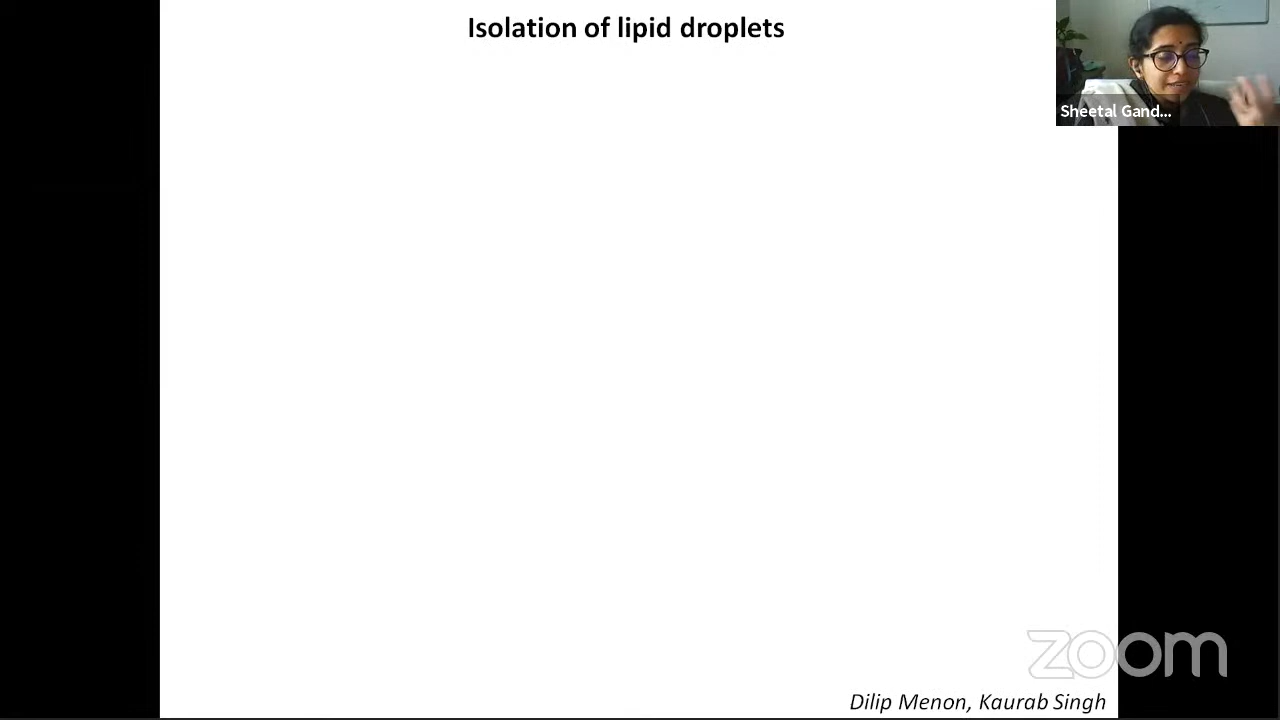 Isolation of lipid droplets
Sheetal Gand...
zoom
Dilip Menon, Kaurab Singh